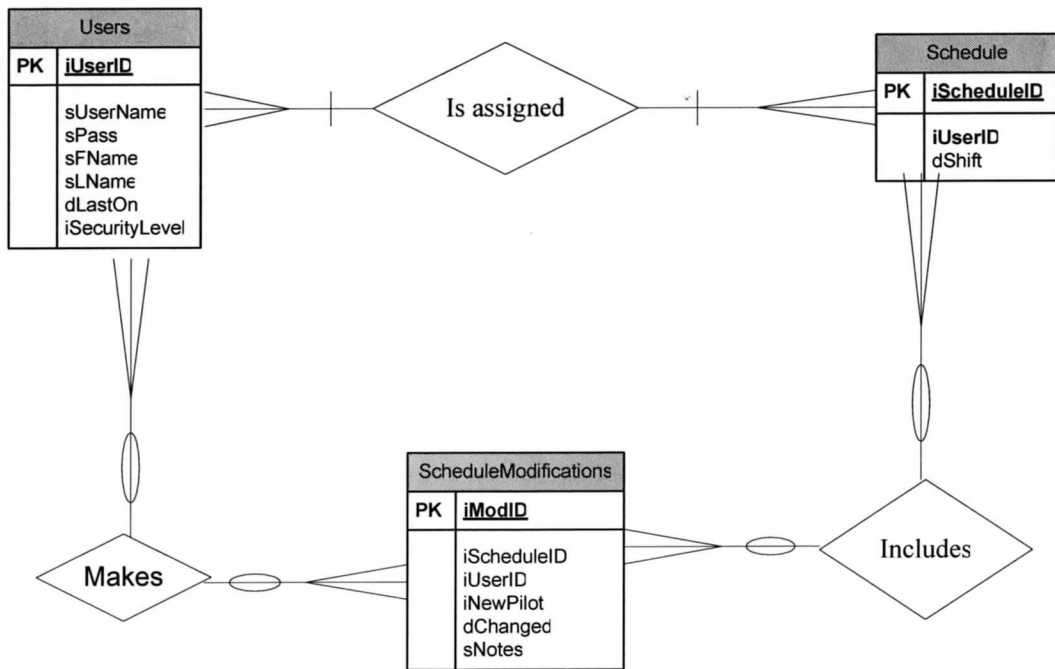 Users
PK iUserID
sUserName
sPass
sFName
sLName
dLastOn
iSecurityLevel
Is assigned
Schedule
PK iScheduleID
iUserID
dShift
Makes
ScheduleModifications
PK iModID
iScheduleID
iUserID
iNewPilot
dChanged
sNotes
Includes